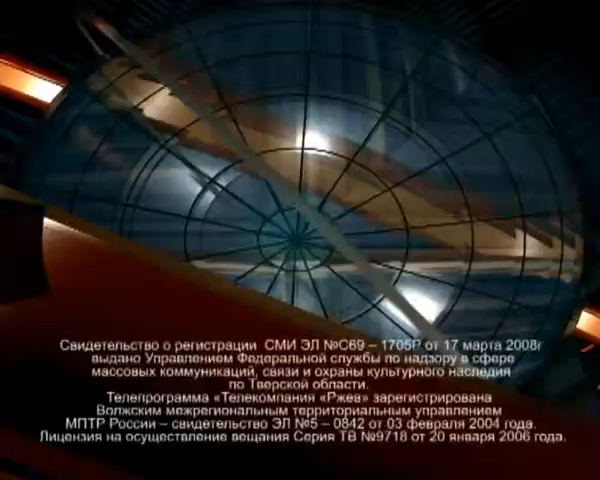 Свидетельство о регистрации СМИ ЭЛ №С69 – 1705Р от 17 марта 2008г
выдано Управлением Федеральной службы по надзору в сфере
массовых коммуникаций, связи и охраны культурного наследия
по Тверской области.
Телепрограмма «Телекомпания «Ржев» зарегистрирована
Волжским межрегиональным территориальным управлением
МПТР России – свидетельство ЭЛ №5 – 0842 от 03 февраля 2004 года.
Лицензия на осуществление вещания Серия ТВ №9718 от 20 января 2006 года.